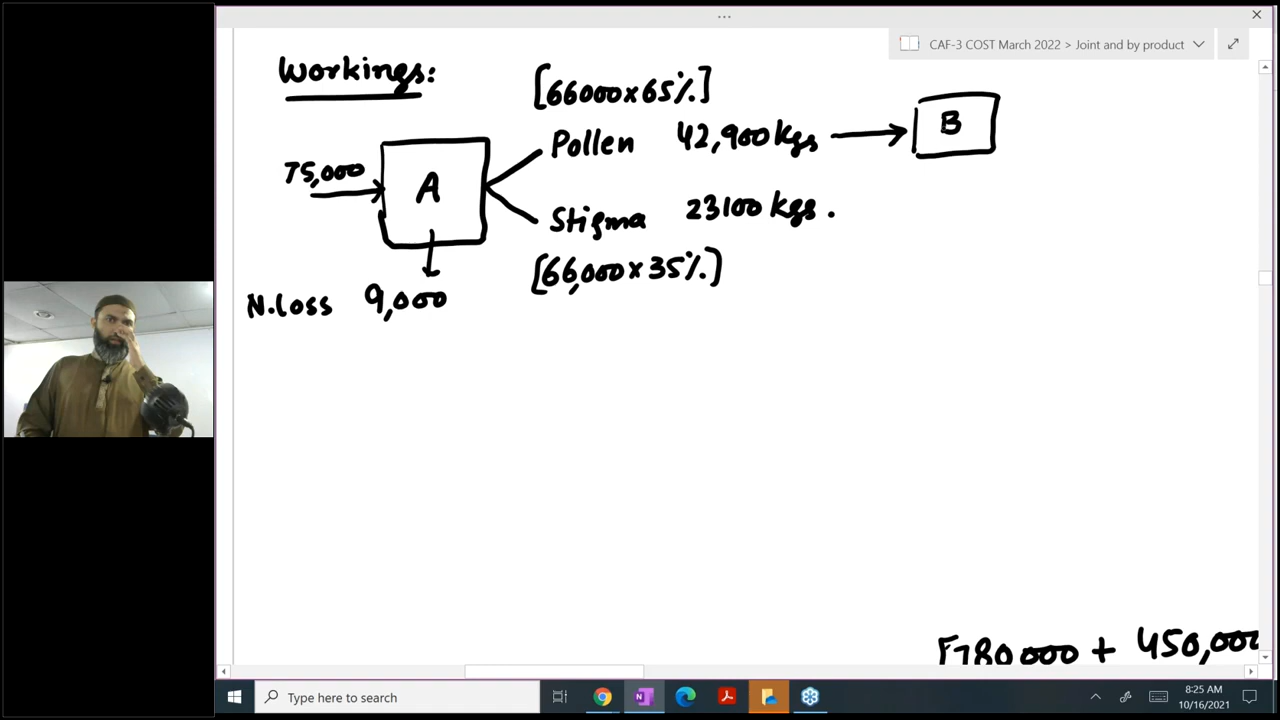 CAF-3 COST March 2022 > Joint and by product
Workings:
[66000x65%]
Pollen 42,900 kgs
B
75,000
A
Stigma 23100 kgs.
[66,000x35%]
N.loss 9,000
[780000 + 450,000
Type here to search
8:25 AM
10/16/2021